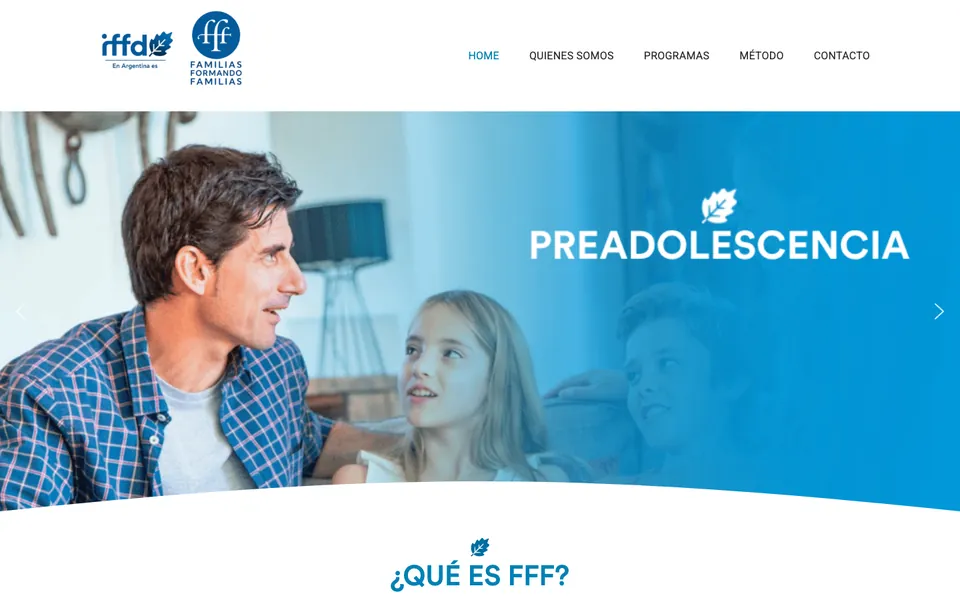 iffd
En Argentina es
fff
FAMILIAS
FORMANDO
FAMILIAS
HOME
QUIENES SOMOS
PROGRAMAS
MÉTODO
CONTACTO
PREADOLESCENCIA
¿QUÉ ES FFF?